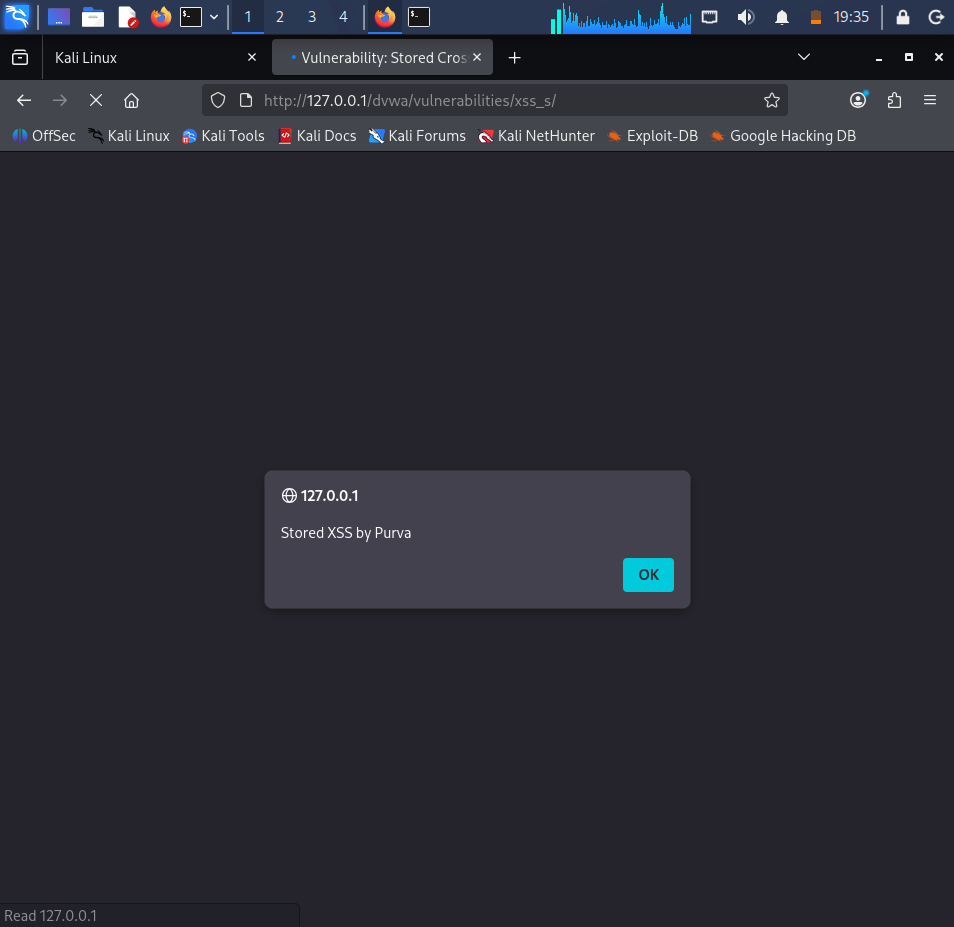 1 2 3 4 19:35
Kali Linux Vulnerability: Stored Cros
http://127.0.0.1/dvwa/vulnerabilities/xss_s/
OffSec Kali Linux Kali Tools Kali Docs Kali Forums Kali NetHunter Exploit-DB Google Hacking DB
127.0.0.1
Stored XSS by Purva
OK
Read 127.0.0.1